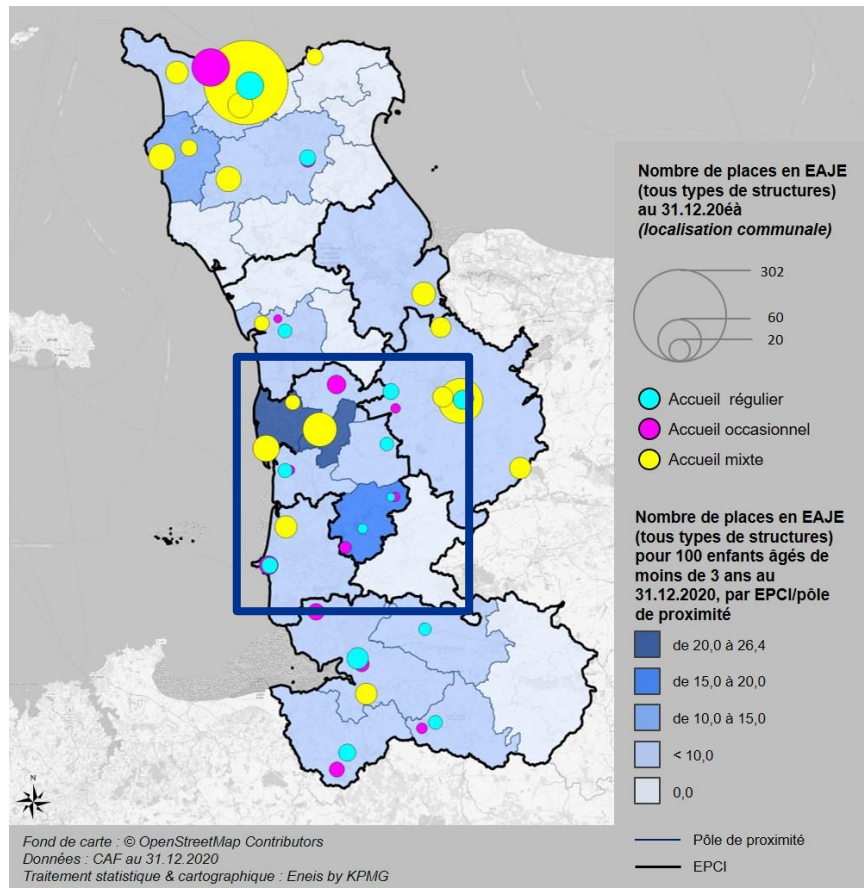 Nombre de places en EAJE
(tous types de structures)
au 31.12.20éà
(localisation communale)
302
60
20
Accueil régulier
Accueil occasionnel
Accueil mixte
Nombre de places en EAJE
(tous types de structures)
pour 100 enfants âgés de
moins de 3 ans au
31.12.2020, par EPCI/pôle
de proximité
de 20,0 à 26,4
de 15,0 à 20,0
de 10,0 à 15,0
< 10,0
0,0
Pôle de proximité
EPCI
N
Fond de carte : © OpenStreetMap Contributors
Données : CAF au 31.12.2020
Traitement statistique & cartographique : Eneis by KPMG